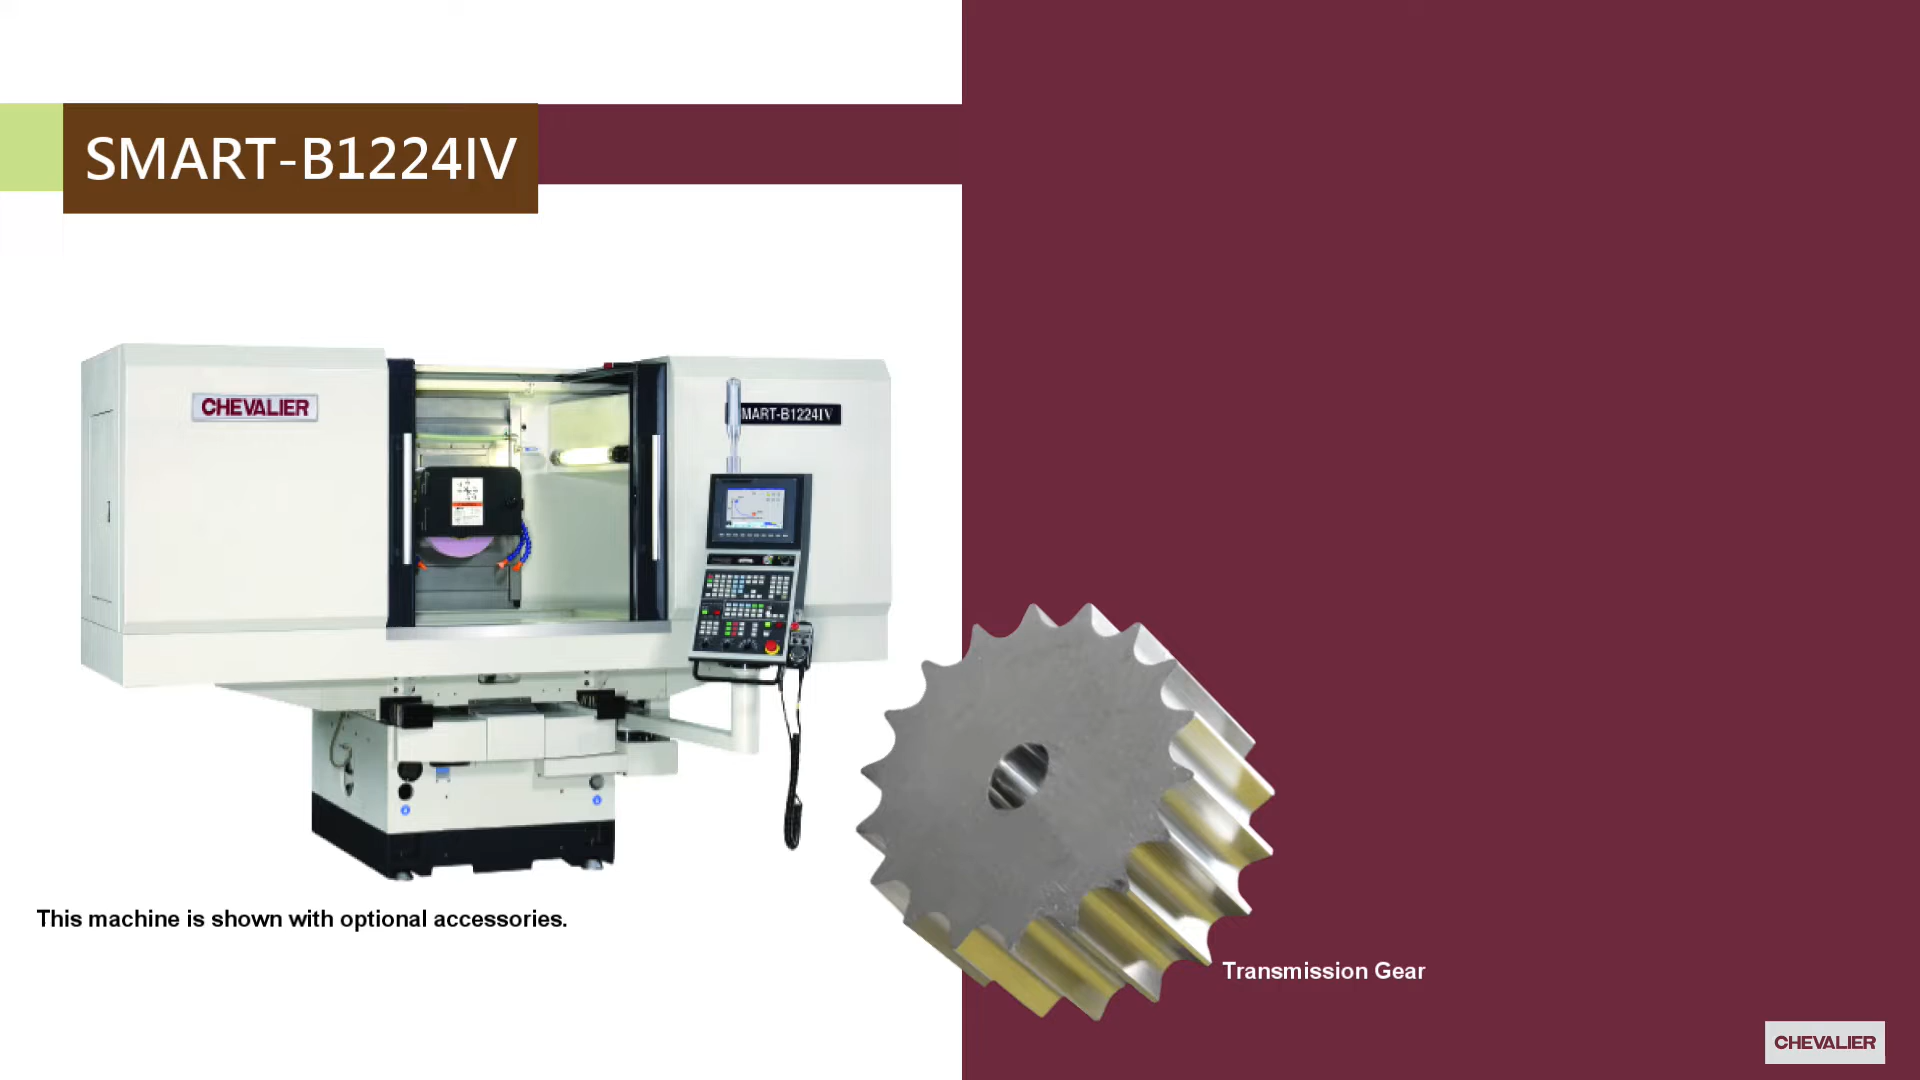 SMART-B1224IV
CHEVALIER
MART-B1224IV
This machine is shown with optional accessories.
Transmission Gear
CHEVALIER